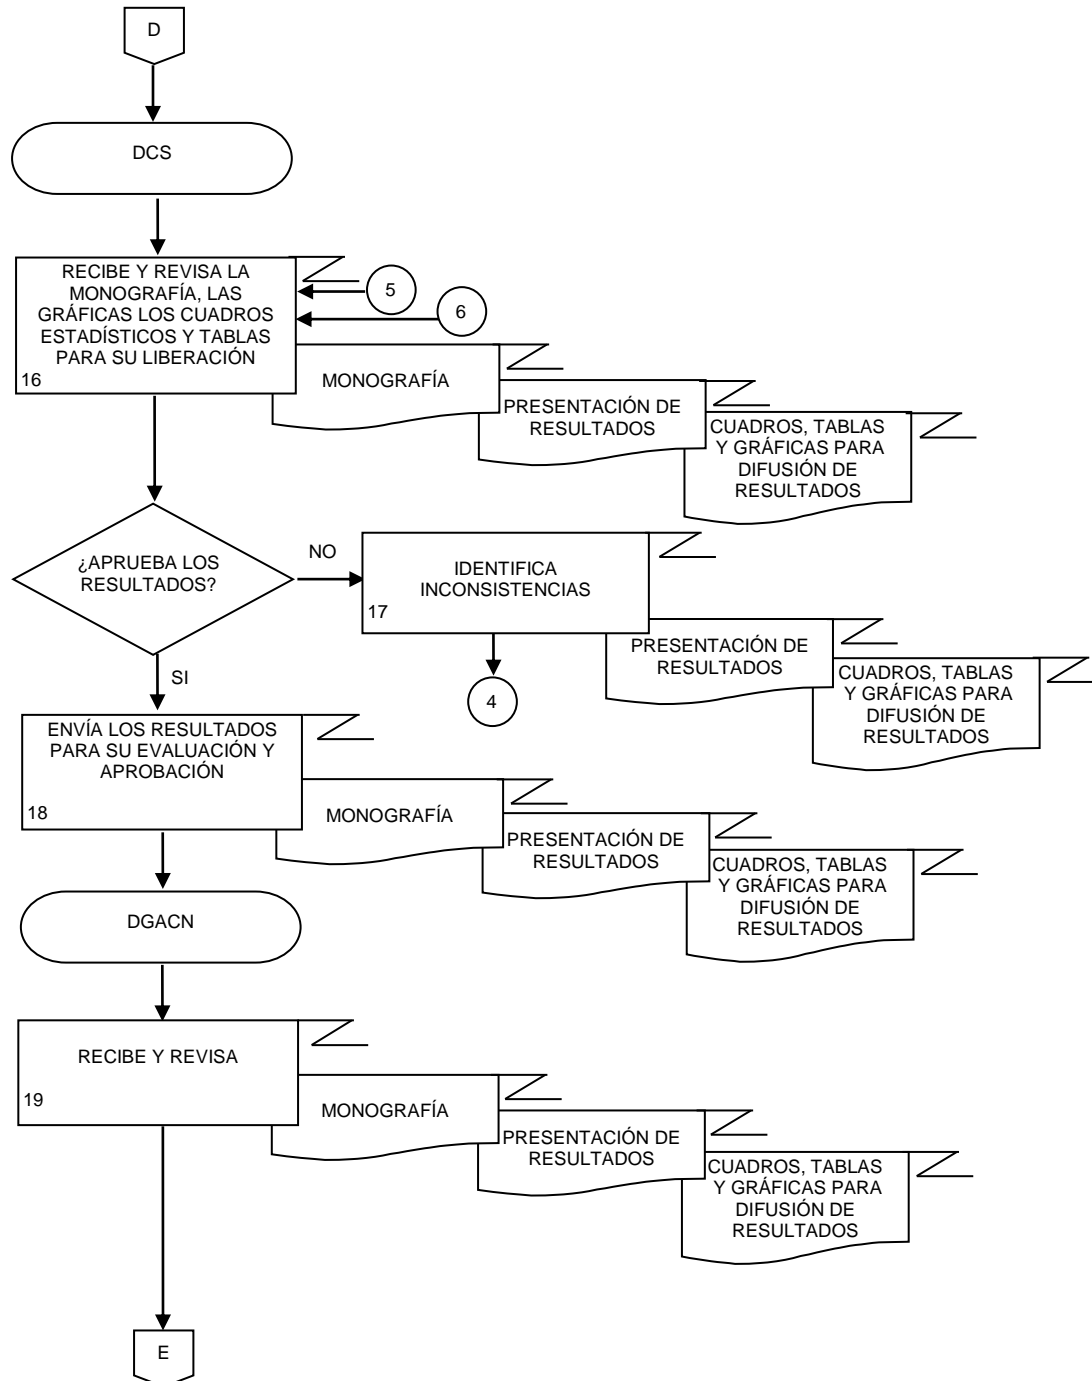 D
DCS
RECIBE Y REVISA LA
MONOGRAFÍA, LAS
GRÁFICAS LOS CUADROS
ESTADÍSTICOS Y TABLAS
PARA SU LIBERACIÓN
16
5
6
MONOGRAFÍA
PRESENTACIÓN DE
RESULTADOS
CUADROS, TABLAS
Y GRÁFICAS PARA
DIFUSIÓN DE
RESULTADOS
¿APRUEBA LOS
RESULTADOS?
NO
IDENTIFICA
INCONSISTENCIAS
17
PRESENTACIÓN DE
RESULTADOS
CUADROS, TABLAS
Y GRÁFICAS PARA
DIFUSIÓN DE
RESULTADOS
4
SI
ENVÍA LOS RESULTADOS
PARA SU EVALUACIÓN Y
APROBACIÓN
18
MONOGRAFÍA
PRESENTACIÓN DE
RESULTADOS
CUADROS, TABLAS
Y GRÁFICAS PARA
DIFUSIÓN DE
RESULTADOS
DGACN
RECIBE Y REVISA
19
MONOGRAFÍA
PRESENTACIÓN DE
RESULTADOS
CUADROS, TABLAS
Y GRÁFICAS PARA
DIFUSIÓN DE
RESULTADOS
E